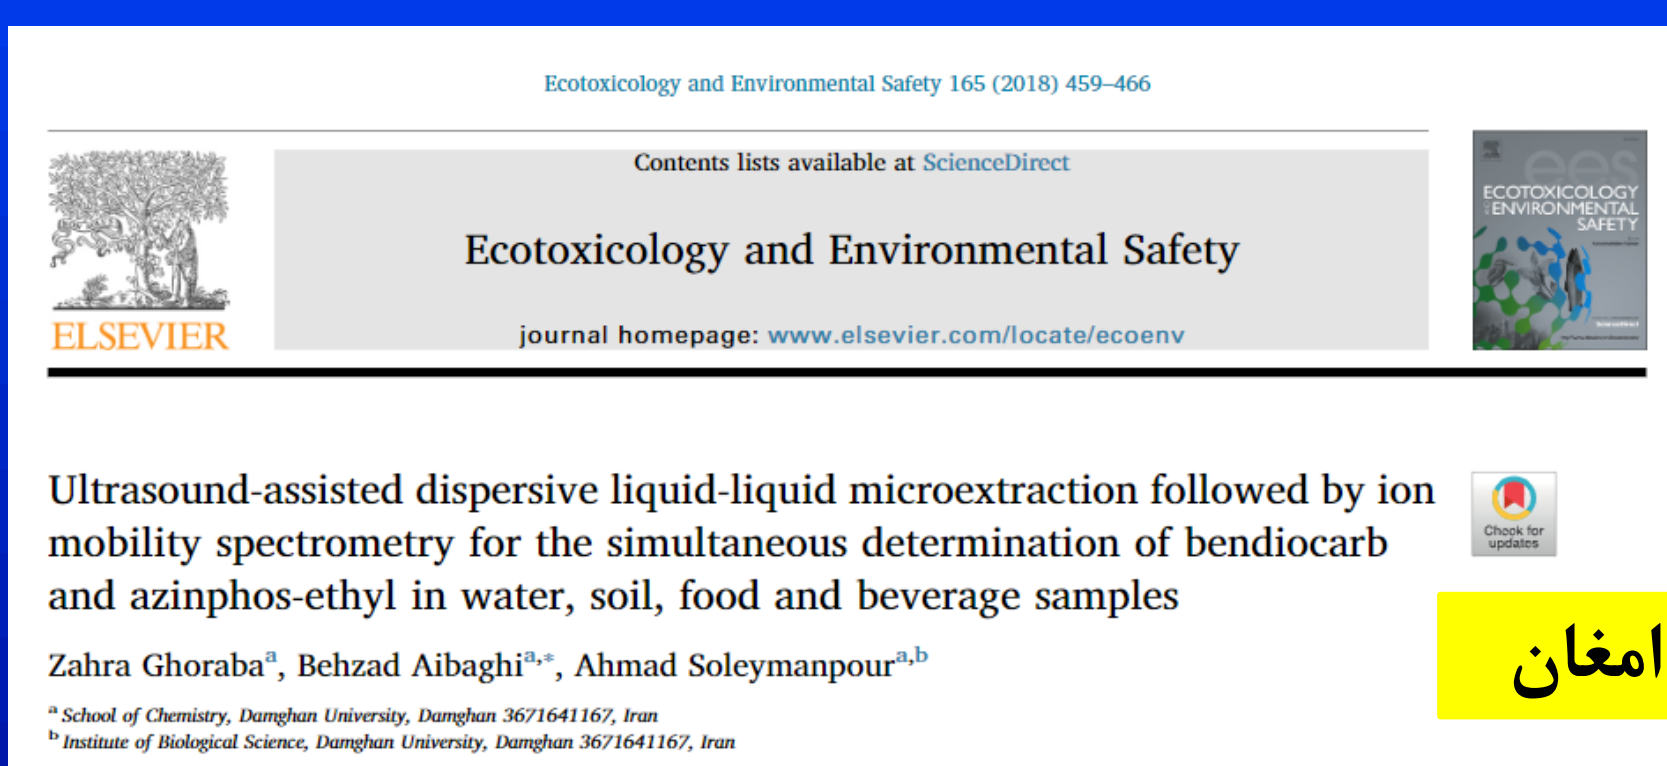 Ecotoxicology and Environmental Safety 165 (2018) 459–466
Contents lists available at ScienceDirect
Ecotoxicology and Environmental Safety
journal homepage: www.elsevier.com/locate/ecoenv
ELSEVIER
ees
ECOTOXICOLOGY
ENVIRONMENTAL
SAFETY
Ultrasound-assisted dispersive liquid-liquid microextraction followed by ion
mobility spectrometry for the simultaneous determination of bendiocarb
and azinphos-ethyl in water, soil, food and beverage samples
Check for
updates
امغان
Zahra Ghorabaᵃ, Behzad Aibaghiᵃ,*, Ahmad Soleymanpourᵃ,ᵇ
ᵃ School of Chemistry, Damghan University, Damghan 3671641167, Iran
ᵇ Institute of Biological Science, Damghan University, Damghan 3671641167, Iran